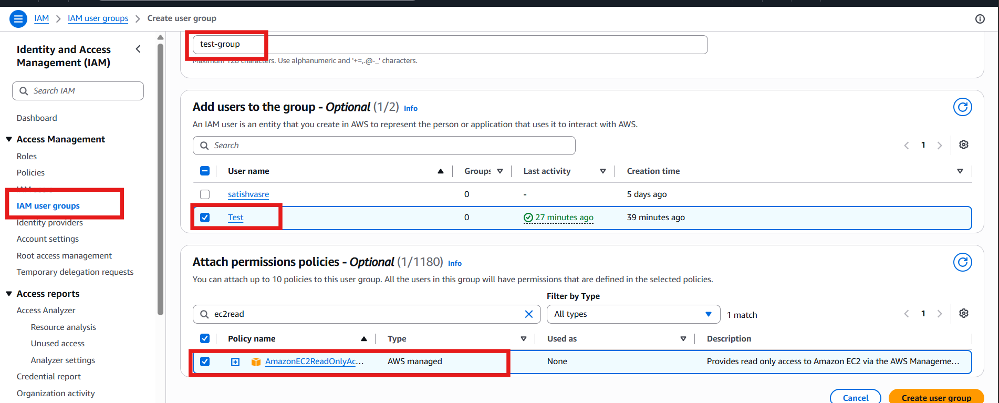 IAM > IAM user groups > Create user group
Identity and Access
Management (IAM)
Search IAM
Dashboard
Access Management
Roles
Policies
IAM users
IAM user groups
Identity providers
Account settings
Root access management
Temporary delegation requests
Access reports
Access Analyzer
Resource analysis
Unused access
Analyzer settings
Credential report
Organization activity
test-group
Maximum 128 characters. Use alphanumeric and '+=,.@-_' characters.
Add users to the group - Optional (1/2) Info
An IAM user is an entity that you create in AWS to represent the person or application that uses it to interact with AWS.
Search
1
User name Groups Last activity Creation time
satishvasre 0 - 5 days ago
Test 0 27 minutes ago 39 minutes ago
Attach permissions policies - Optional (1/1180) Info
You can attach up to 10 policies to this user group. All the users in this group will have permissions that are defined in the selected policies.
Filter by Type
ec2read All types 1 match 1
Policy name Type Used as Description
AmazonEC2ReadOnlyAc... AWS managed None Provides read only access to Amazon EC2 via the AWS Manageme...
Cancel Create user group